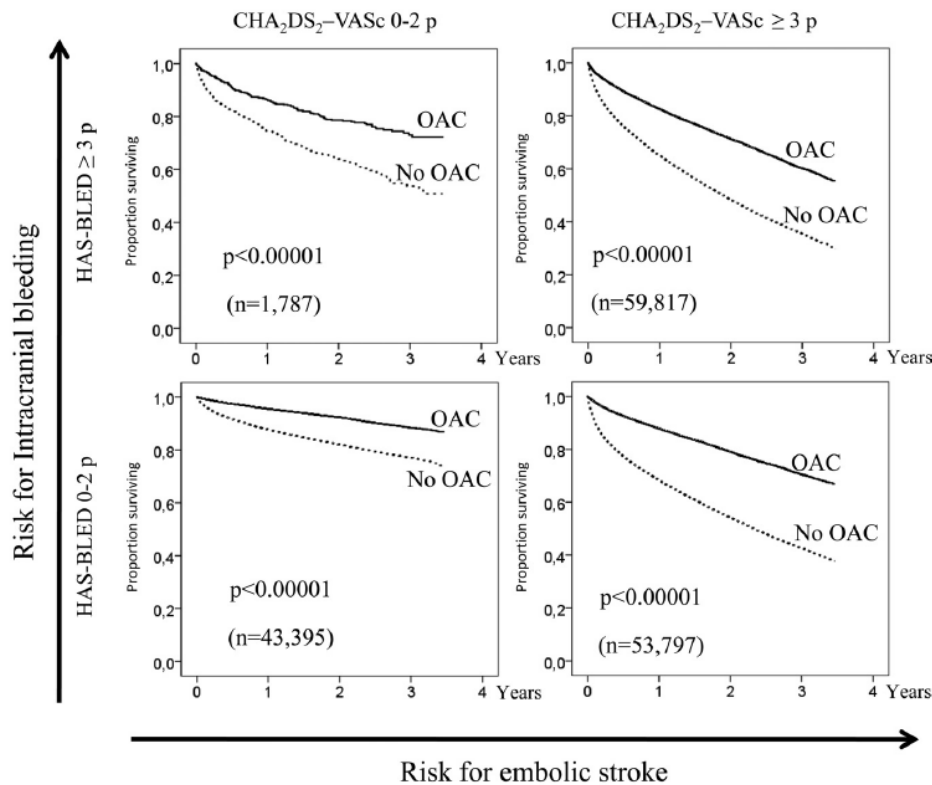 CHA₂DS₂–VASc 0-2 p
CHA₂DS₂–VASc ≥ 3 p
Risk for Intracranial bleeding
HAS-BLED ≥ 3 p
Proportion surviving
1,0
0,8
0,6
0,4
0,2
0,0
OAC
No OAC
p<0.00001
(n=1,787)
0 1 2 3 4 Years
Proportion surviving
1,0
0,8
0,6
0,4
0,2
0,0
OAC
No OAC
p<0.00001
(n=59,817)
0 1 2 3 4 Years
HAS-BLED 0-2 p
Proportion surviving
1,0
0,8
0,6
0,4
0,2
0,0
OAC
No OAC
p<0.00001
(n=43,395)
0 1 2 3 4 Years
Proportion surviving
1,0
0,8
0,6
0,4
0,2
0,0
OAC
No OAC
p<0.00001
(n=53,797)
0 1 2 3 4 Years
Risk for embolic stroke